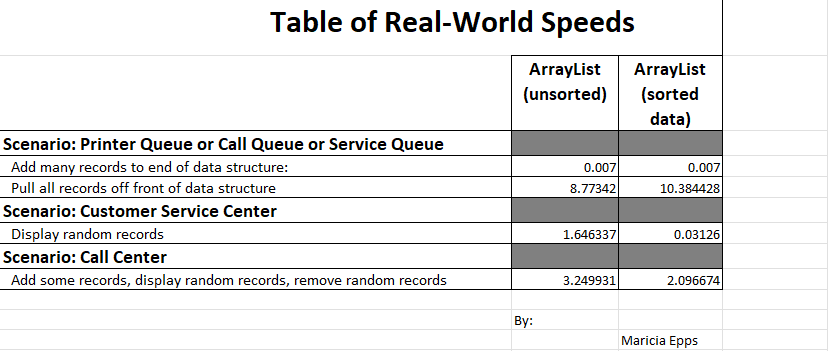 Table of Real-World Speeds
ArrayList (unsorted) ArrayList (sorted data)
Scenario: Printer Queue or Call Queue or Service Queue
Add many records to end of data structure: 0.007 0.007
Pull all records off front of data structure 8.77342 10.384428
Scenario: Customer Service Center
Display random records 1.646337 0.03126
Scenario: Call Center
Add some records, display random records, remove random records 3.249931 2.096674
By:
Maricia Epps